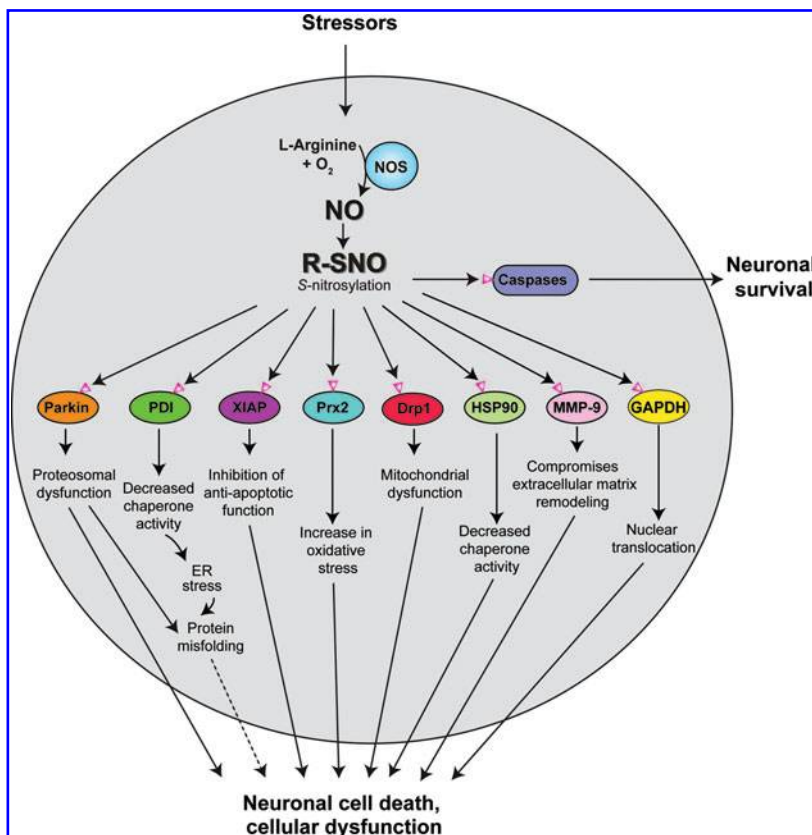 Stressors
L-Arginine
+ O₂
NOS
NO
R-SNO
S-nitrosylation
Caspases
Neuronal
survival
Parkin
PDI
XIAP
Prx2
Drp1
HSP90
MMP-9
GAPDH
Proteosomal
dysfunction
Decreased
chaperone
activity
Inhibition of
anti-apoptotic
function
Increase in
oxidative
stress
Mitochondrial
dysfunction
Decreased
chaperone
activity
Compromises
extracellular matrix
remodeling
Nuclear
translocation
ER
stress
Protein
misfolding
Neuronal cell death,
cellular dysfunction